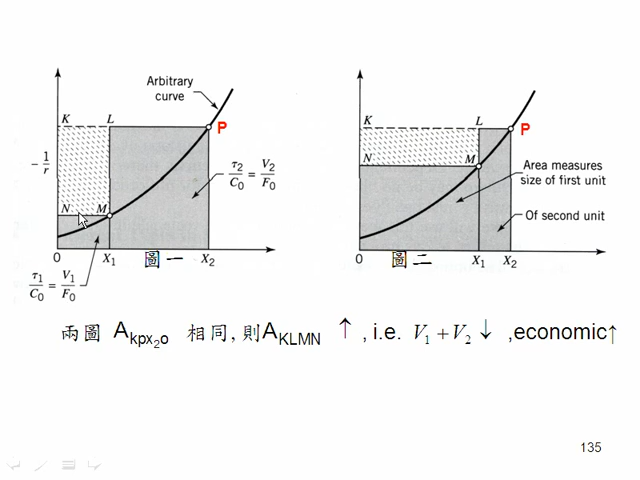 Arbitrary
curve
K
L
P
-1/r
τ2/C0 = V2/F0
N
M
0
X1
圖一
X2
τ1/C0 = V1/F0
K
L
P
N
M
Area measures
size of first unit
Of second unit
0
圖二
X1
X2
兩圖 Akpx2o 相同,則AKLMN ↑ , i.e. V1+V2↓ ,economic↑
135